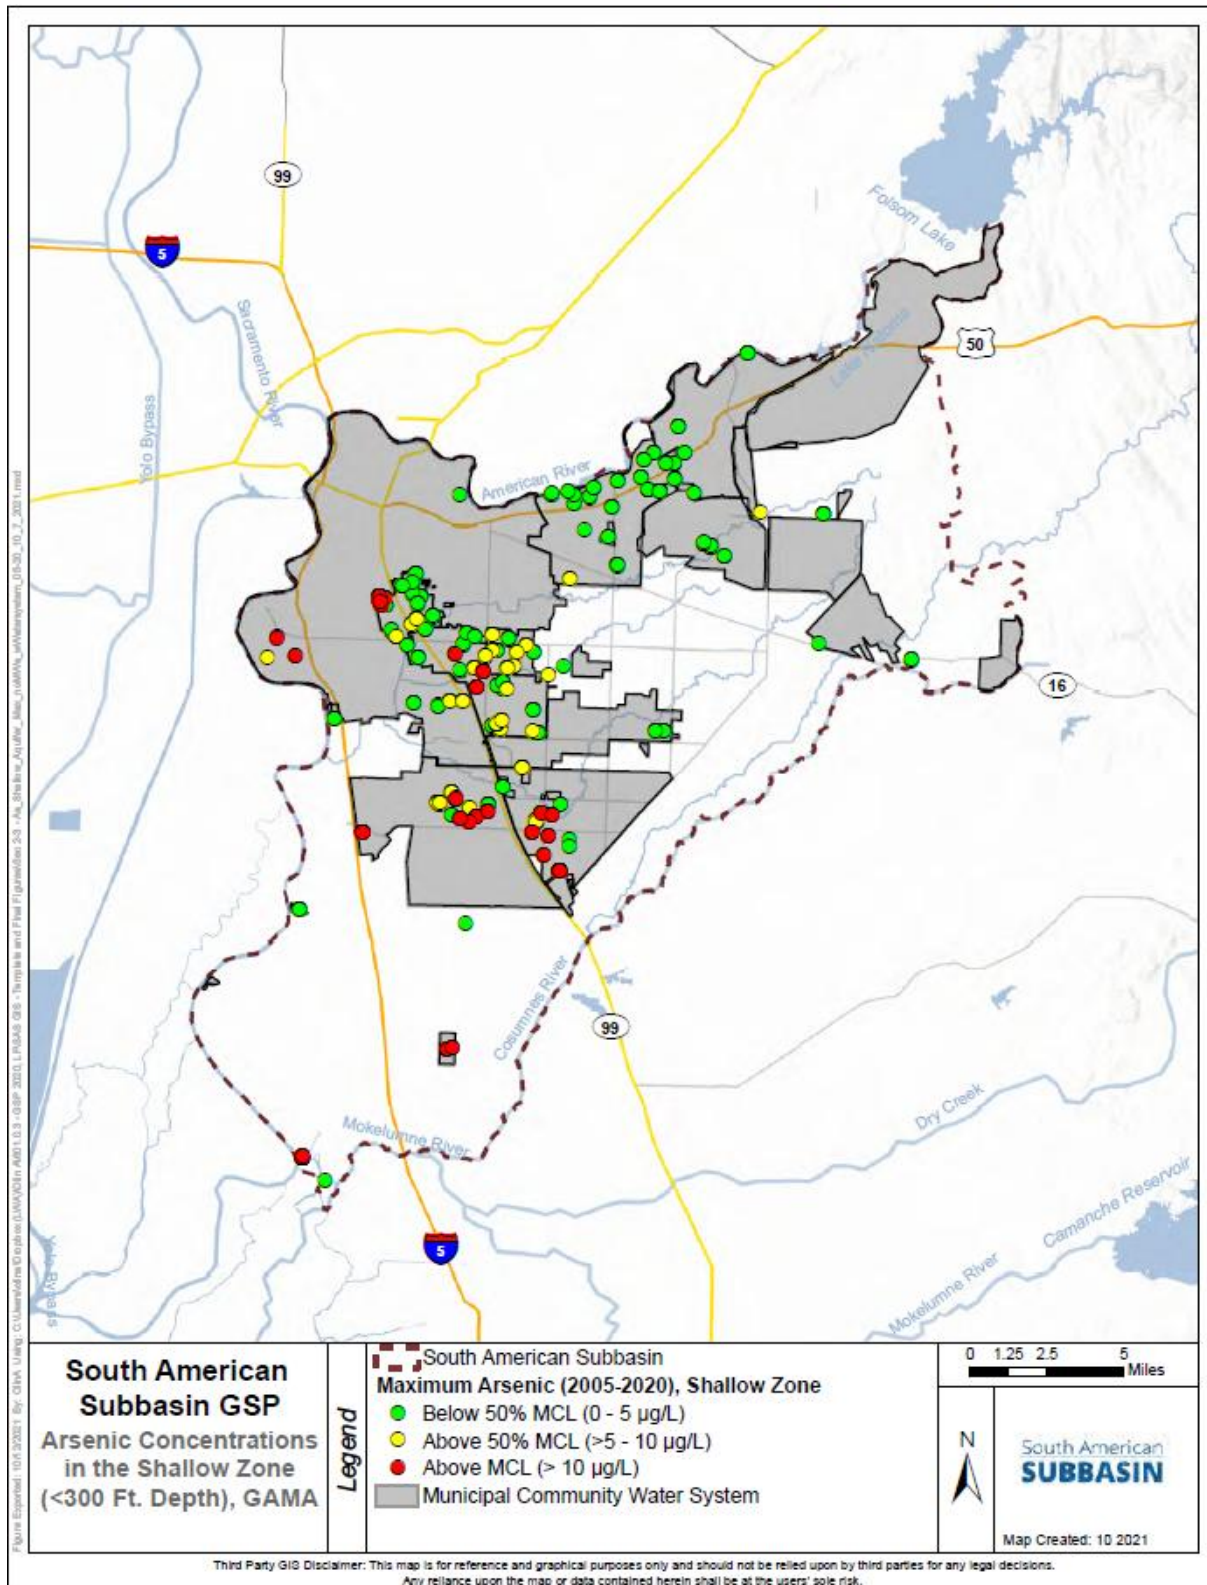 99
5
Folsom Lake
Sacramento River
50
Lake Natoma
Yolo Bypass
American River
16
Cosumnes River
99
Mokelumne River
Dry Creek
Camanche Reservoir
5
Mokelumne River
Yolo Bypass
South American
Subbasin GSP
Arsenic Concentrations
in the Shallow Zone
(<300 Ft. Depth), GAMA
Legend
South American Subbasin
Maximum Arsenic (2005-2020), Shallow Zone
Below 50% MCL (0 - 5 µg/L)
Above 50% MCL (>5 - 10 µg/L)
Above MCL (> 10 µg/L)
Municipal Community Water System
0 1.25 2.5 5
Miles
N
South American
SUBBASIN
Map Created: 10 2021
Third Party GIS Disclaimer: This map is for reference and graphical purposes only and should not be relied upon by third parties for any legal decisions.
Any reliance upon the map or data contained herein shall be at the users' sole risk.